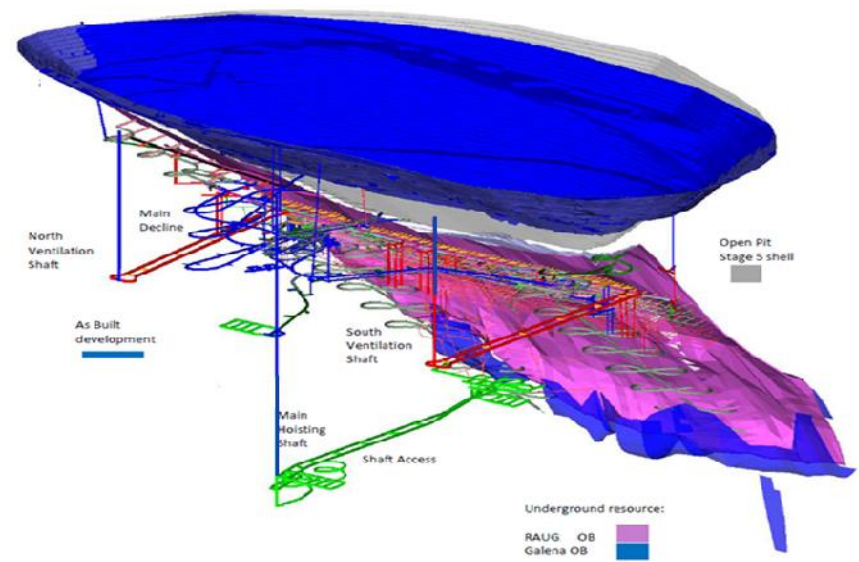 North
Ventilation
Shaft
Main
Decline
As Built
development
South
Ventilation
Shaft
Main
Hoisting
Shaft
Shaft Access
Open Pit
Stage 5 shell
Underground resource:
RAUG OB
Galena OB